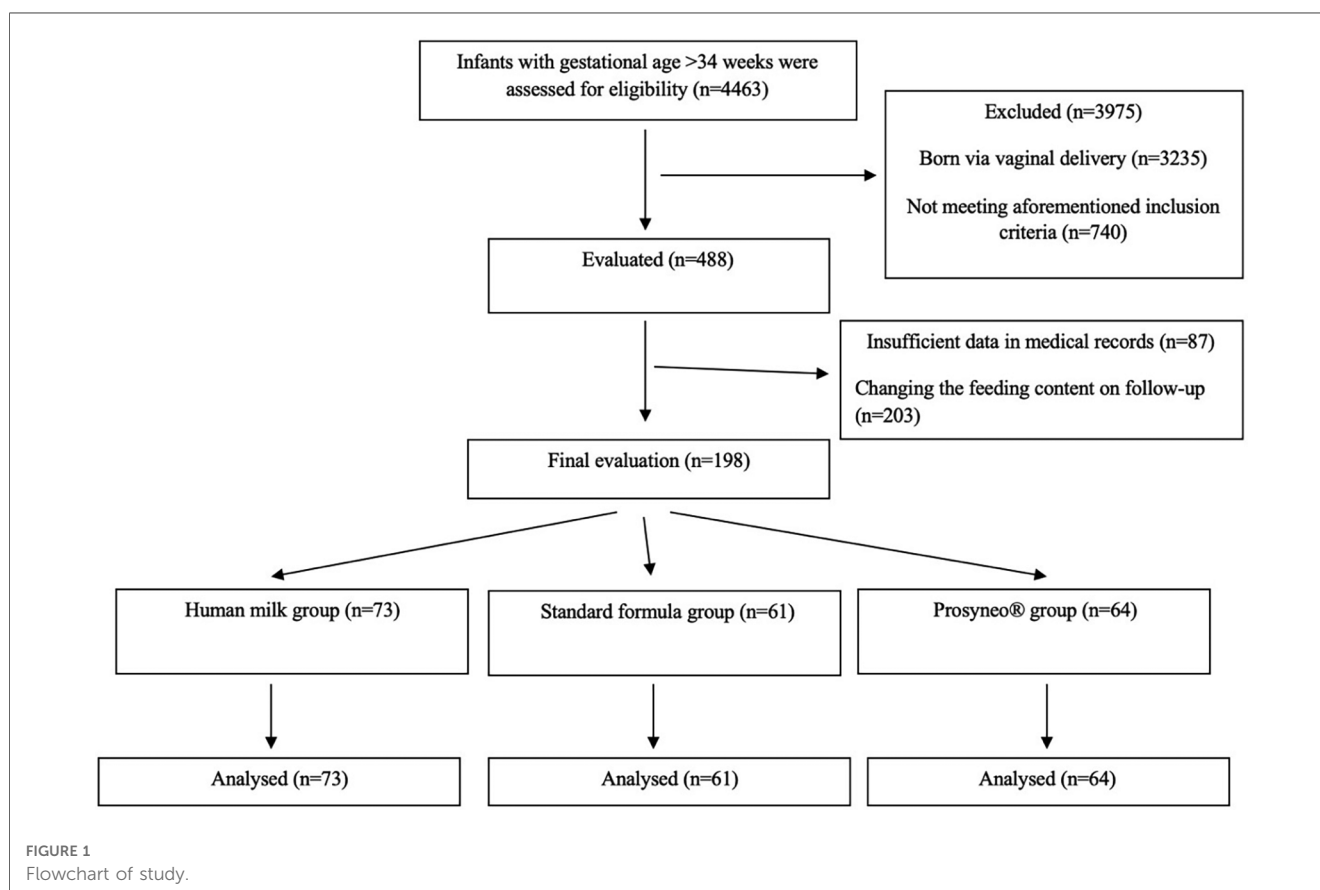 Infants with gestational age >34 weeks were
assessed for eligibility (n=4463)
Excluded (n=3975)
Born via vaginal delivery (n=3235)
Not meeting aforementioned inclusion
criteria (n=740)
Evaluated (n=488)
Insufficient data in medical records (n=87)
Changing the feeding content on follow-up
(n=203)
Final evaluation (n=198)
Human milk group (n=73)
Standard formula group (n=61)
Prosyneo® group (n=64)
Analysed (n=73)
Analysed (n=61)
Analysed (n=64)
FIGURE 1
Flowchart of study.